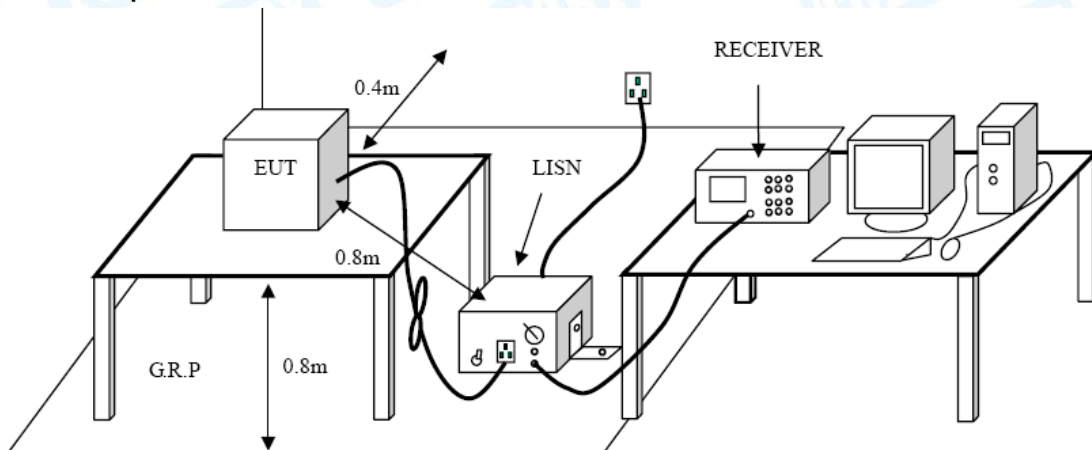 RECEIVER
0.4m
EUT
LISN
0.8m
G.R.P
0.8m